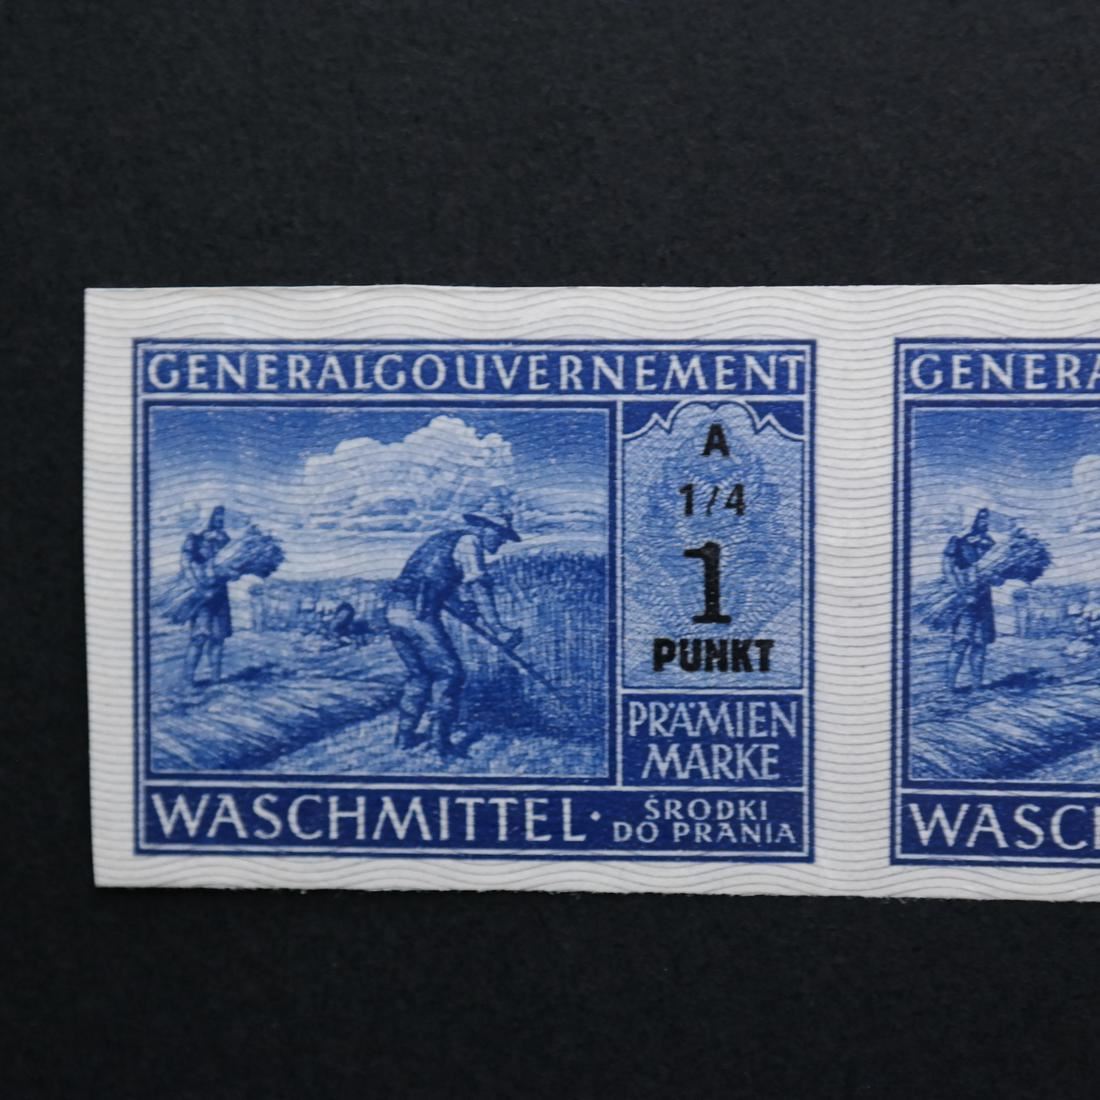 GENERALGOUVERNEMENT
A
1/4
1
PUNKT
PRÄMIEN
MARKE
WASCHMITTEL · ŚRODKI
DO PRANIA
GENERA
WASC